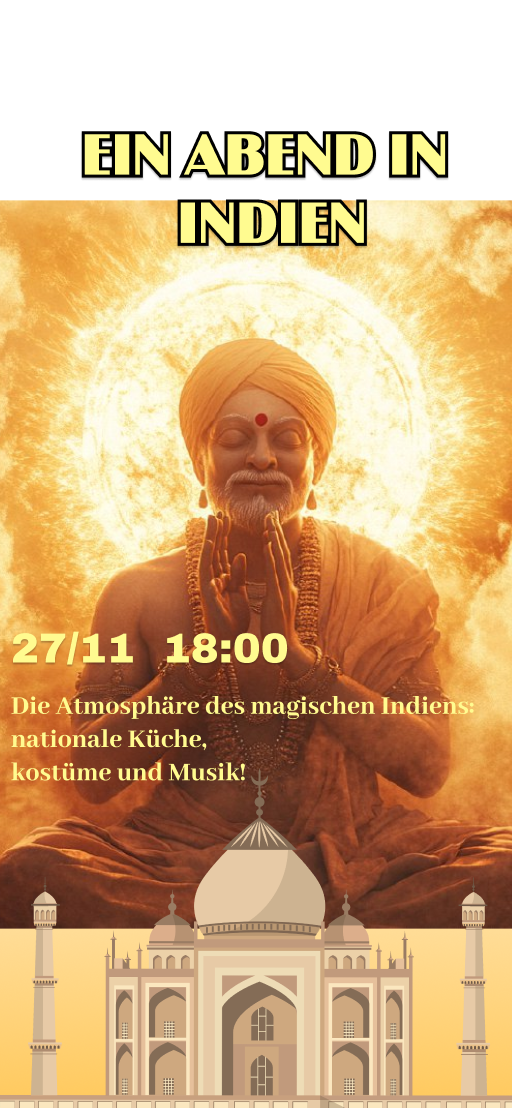 EIN ABEND IN
INDIEN
27/11 18:00
Die Atmosphäre des magischen Indiens:
nationale Küche,
kostüme und Musik!